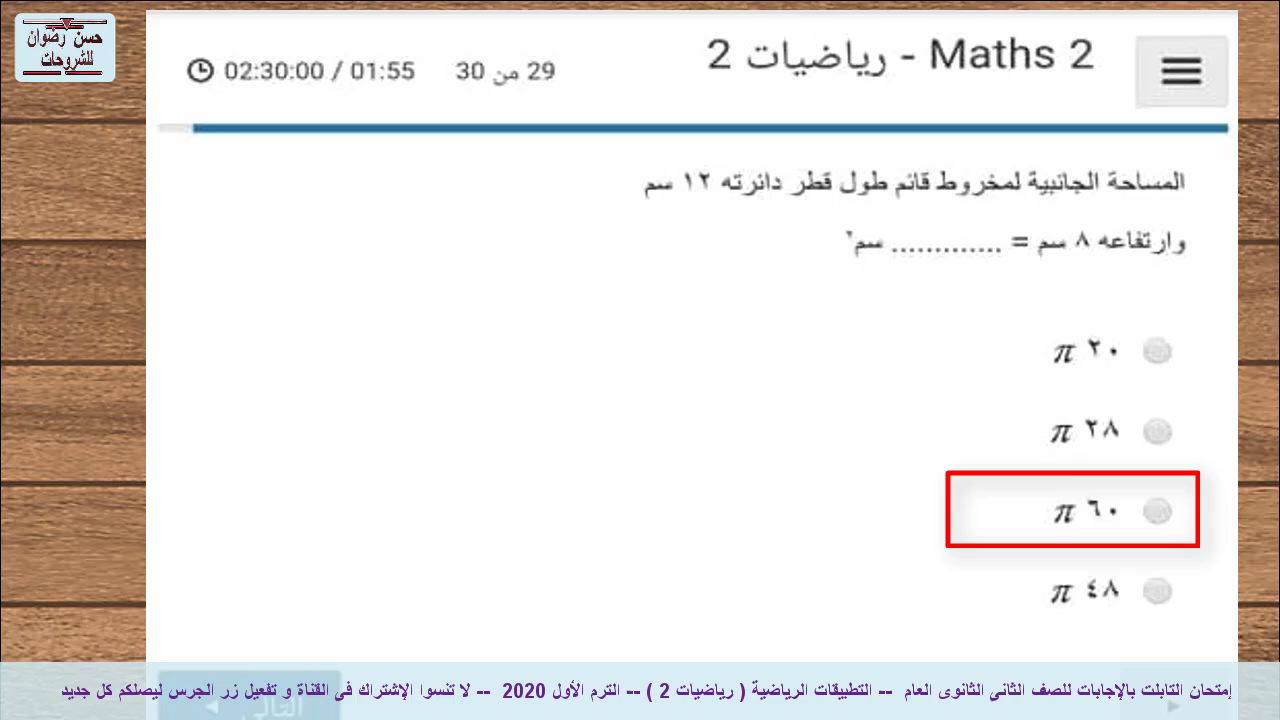 حسن رضوان
للشروحات
Maths 2 - رياضيات 2
29 من 30
02:30:00 / 01:55
المساحة الجانبية لمخروط قائم طول قطر دائرته ١٢ سم
وارتفاعه ٨ سم = ............. سم٢
٢٠ π
٢٨ π
٦٠ π
٤٨ π
التالي
إمتحان التابلت بالإجابات للصف الثانى الثانوى العام -- التطبيقات الرياضية ( رياضيات 2 ) -- الترم الأول 2020 -- لا تنسوا الإشتراك فى القناة و تفعيل زر الجرس ليصلكم كل جديد